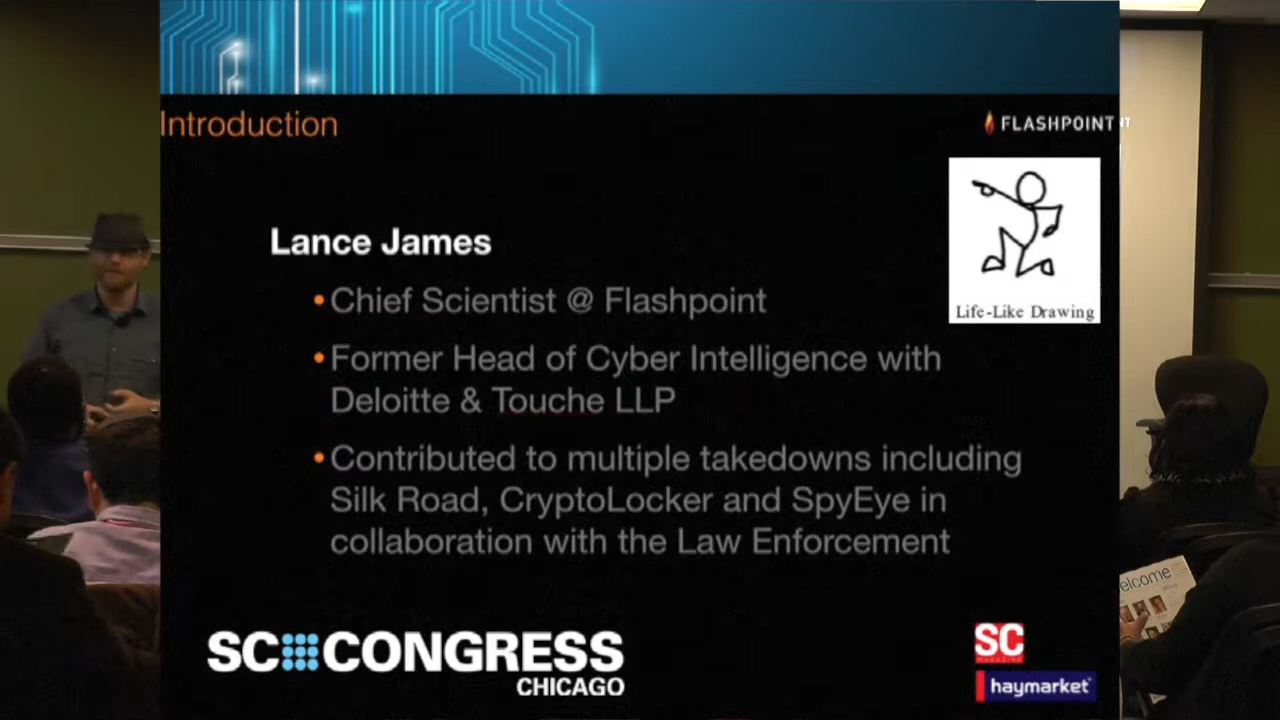 Introduction
FLASHPOINT
Life-Like Drawing
Lance James
• Chief Scientist @ Flashpoint
• Former Head of Cyber Intelligence with
Deloitte & Touche LLP
• Contributed to multiple takedowns including
Silk Road, CryptoLocker and SpyEye in
collaboration with the Law Enforcement
SC CONGRESS
CHICAGO
SC
MAGAZINE
haymarket
elcome